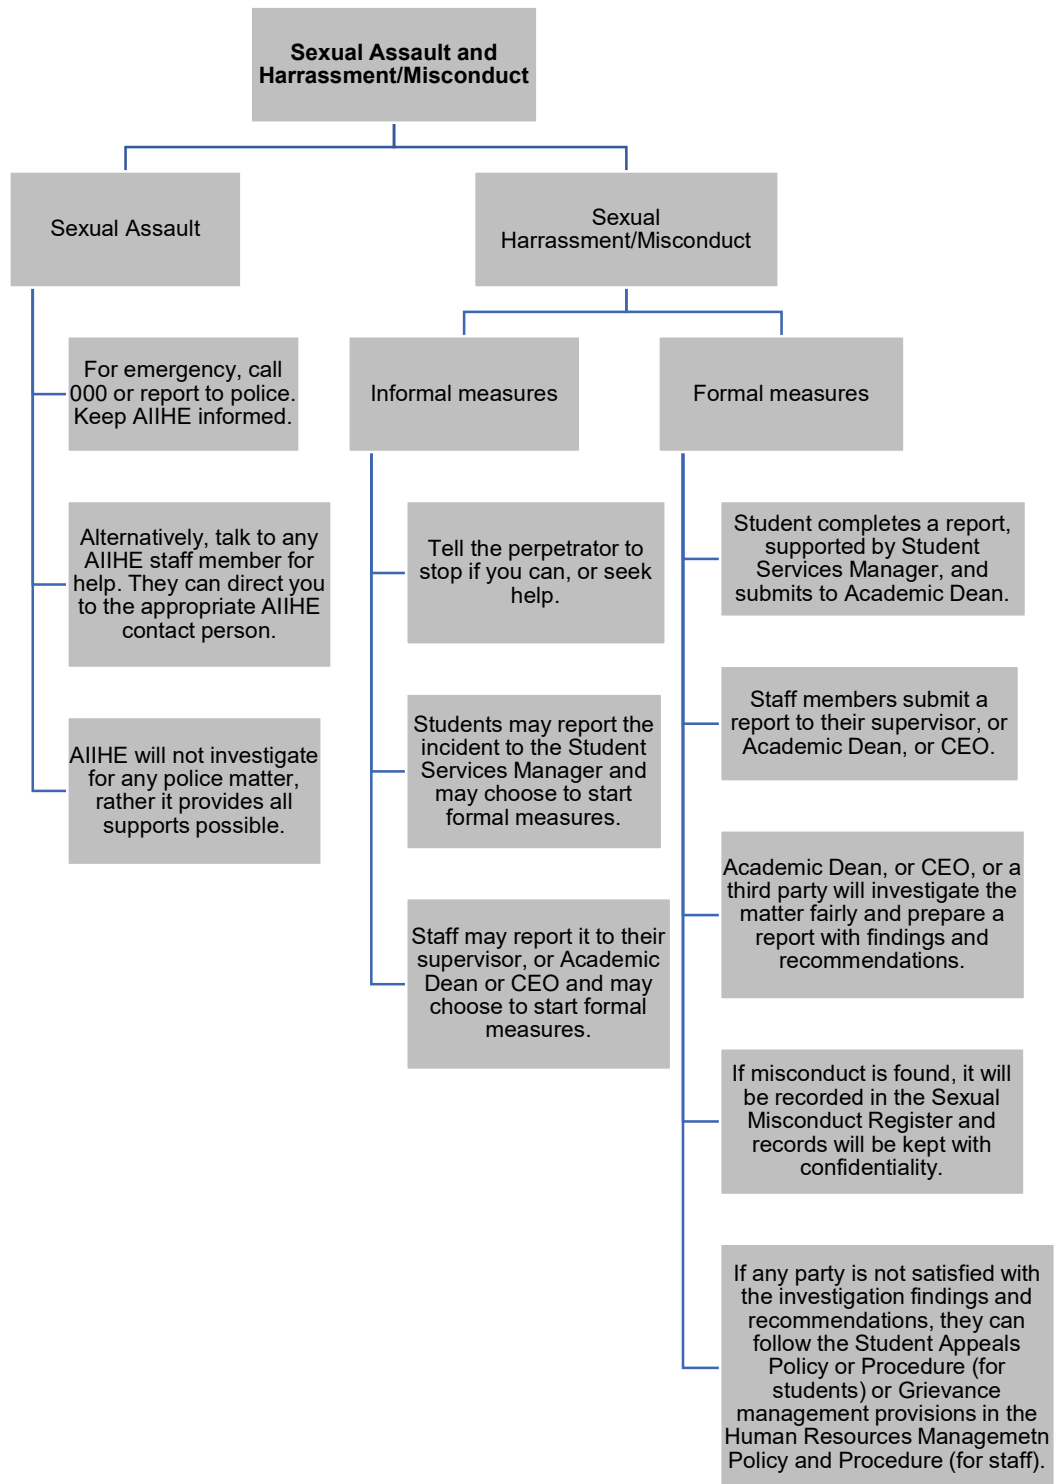 Sexual Assault and
Harrassment/Misconduct
Sexual Assault
Sexual
Harrassment/Misconduct
For emergency, call
000 or report to police.
Keep AIIHE informed.
Alternatively, talk to any
AIIHE staff member for
help. They can direct you
to the appropriate AIIHE
contact person.
AIIHE will not investigate
for any police matter,
rather it provides all
supports possible.
Informal measures
Tell the perpetrator to
stop if you can, or seek
help.
Students may report the
incident to the Student
Services Manager and
may choose to start
formal measures.
Staff may report it to their
supervisor, or Academic
Dean or CEO and may
choose to start formal
measures.
Formal measures
Student completes a report,
supported by Student
Services Manager, and
submits to Academic Dean.
Staff members submit a
report to their supervisor, or
Academic Dean, or CEO.
Academic Dean, or CEO, or a
third party will investigate the
matter fairly and prepare a
report with findings and
recommendations.
If misconduct is found, it will
be recorded in the Sexual
Misconduct Register and
records will be kept with
confidentiality.
If any party is not satisfied with
the investigation findings and
recommendations, they can
follow the Student Appeals
Policy or Procedure (for
students) or Grievance
management provisions in the
Human Resources Managemetn
Policy and Procedure (for staff).